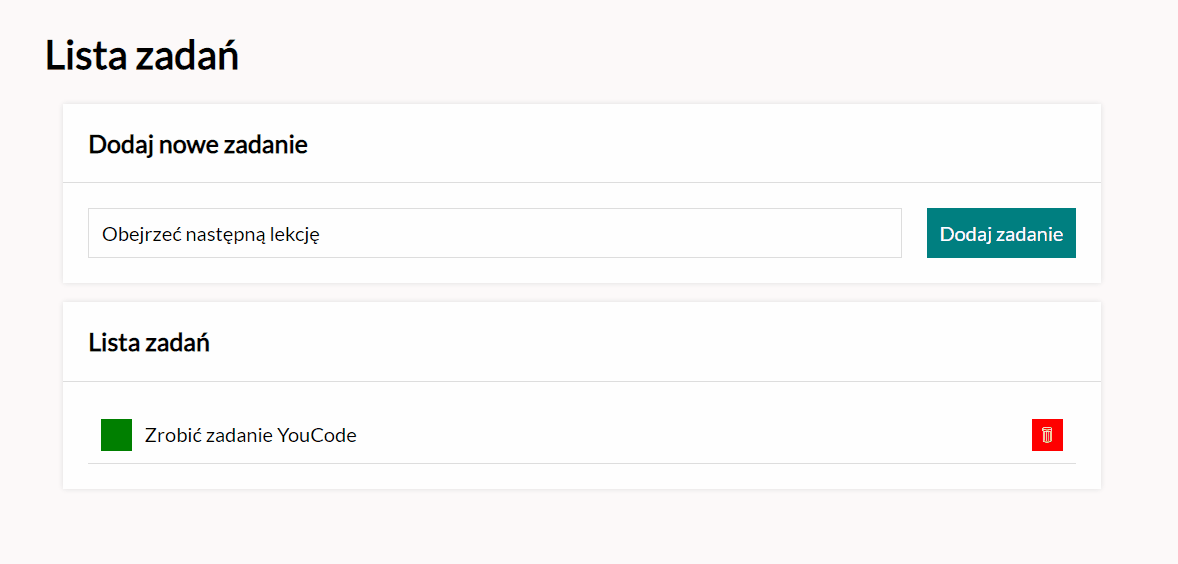 Lista zadań
Dodaj nowe zadanie
Obejrzeć następną lekcję
Dodaj zadanie
Lista zadań
Zrobić zadanie YouCode